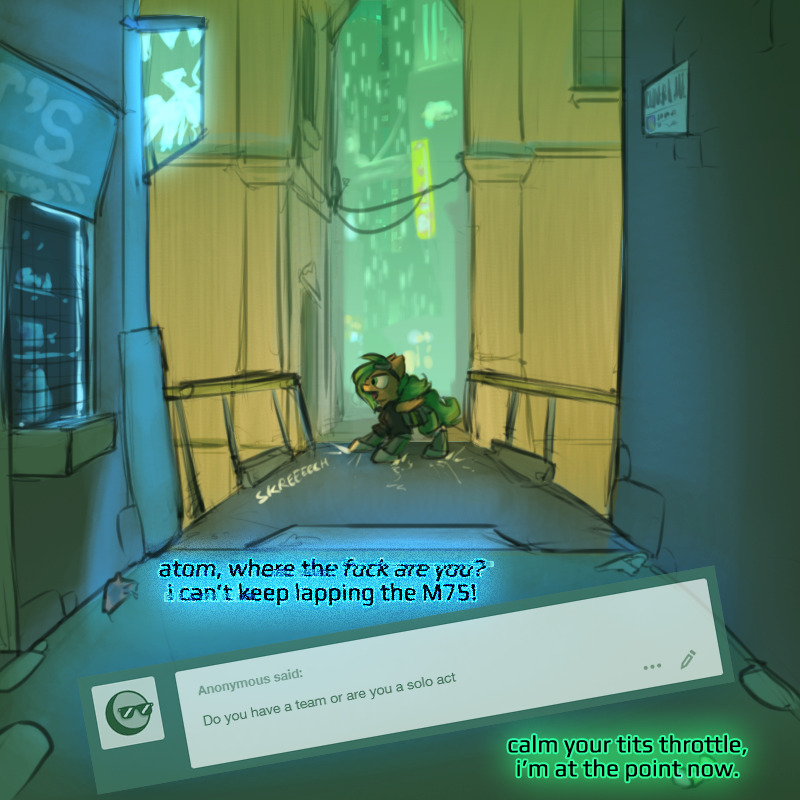 T'S
SKREEEECH
atom, where the fuck are you?
i can't keep lapping the M75!
Anonymous said:
Do you have a team or are you a solo act
calm your tits throttle,
i'm at the point now.